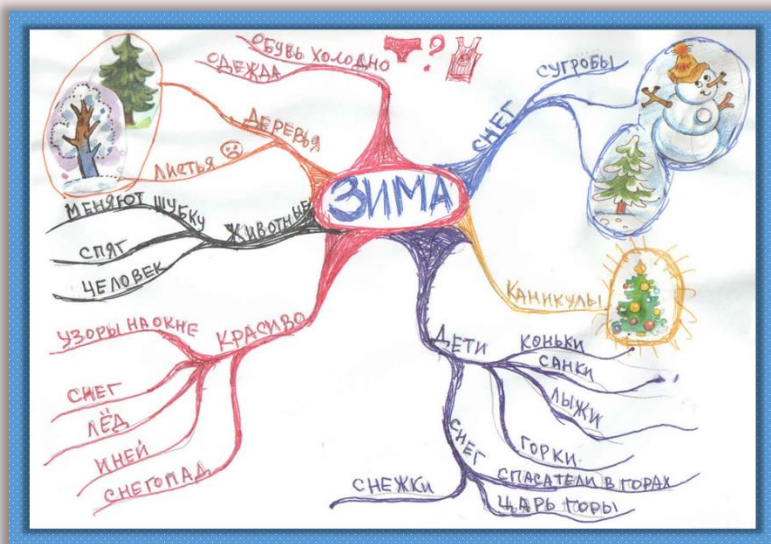 ОБУВЬ ХОЛОДНО ?
ОДЕЖДА
ДЕРЕВЬЯ
ЛИСТЬЯ
МЕНЯЮТ ШУБКУ
ЖИВОТНЫЕ
СПЯТ
ЧЕЛОВЕК
ЗИМА
СНЕГ
СУГРОБЫ
КАНИКУЛЫ
УЗОРЫ НА ОКНЕ
КРАСИВО
СНЕГ
ЛЁД
ИНЕЙ
СНЕГОПАД
ДЕТИ
КОНЬКИ
САНКИ
ЛЫЖИ
ГОРКИ
СНЕГ
СПАСАТЕЛИ В ГОРАХ
ЦАРЬ ГОРЫ
СНЕЖКИ